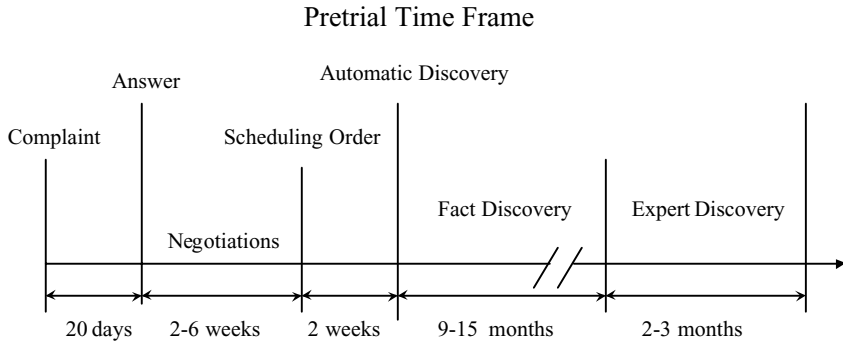 Pretrial Time Frame
Automatic Discovery
Answer
Complaint
Scheduling Order
Fact Discovery
Expert Discovery
Negotiations
20 days
2-6 weeks
2 weeks
9-15 months
2-3 months